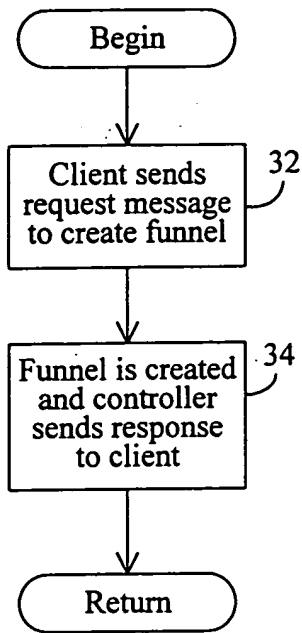 Begin
Client sends
request message
to create funnel
32
Funnel is created
and controller
sends response
to client
34
Return